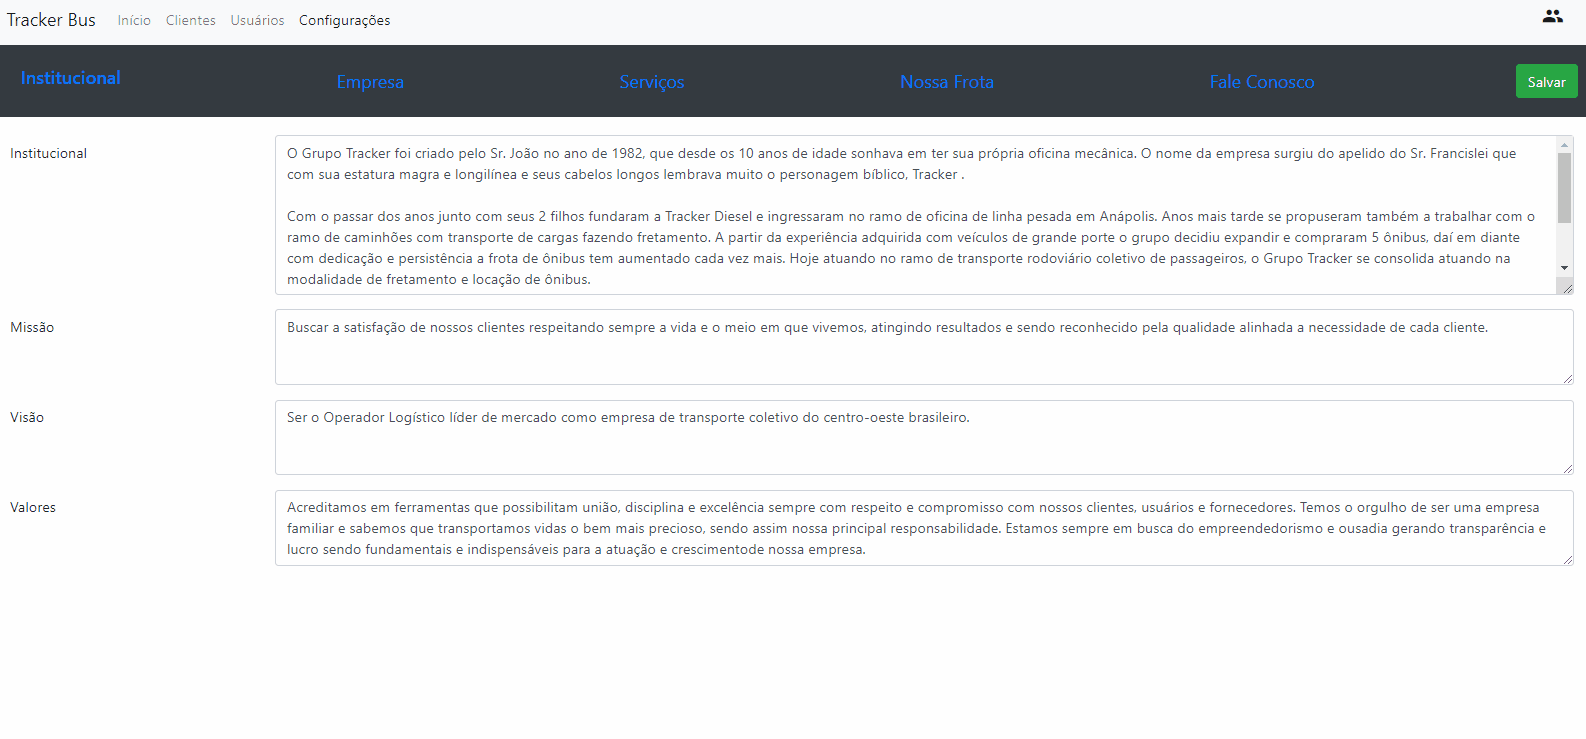 Tracker Bus Início Clientes Usuários Configurações
Institucional Empresa Serviços Nossa Frota Fale Conosco Salvar
Institucional
O Grupo Tracker foi criado pelo Sr. João no ano de 1982, que desde os 10 anos de idade sonhava em ter sua própria oficina mecânica. O nome da empresa surgiu do apelido do Sr. Francislei que
com sua estatura magra e longilínea e seus cabelos longos lembrava muito o personagem bíblico, Tracker .
Com o passar dos anos junto com seus 2 filhos fundaram a Tracker Diesel e ingressaram no ramo de oficina de linha pesada em Anápolis. Anos mais tarde se propuseram também a trabalhar com o
ramo de caminhões com transporte de cargas fazendo fretamento. A partir da experiência adquirida com veículos de grande porte o grupo decidiu expandir e compraram 5 ônibus, daí em diante
com dedicação e persistência a frota de ônibus tem aumentado cada vez mais. Hoje atuando no ramo de transporte rodoviário coletivo de passageiros, o Grupo Tracker se consolida atuando na
modalidade de fretamento e locação de ônibus.
Missão
Buscar a satisfação de nossos clientes respeitando sempre a vida e o meio em que vivemos, atingindo resultados e sendo reconhecido pela qualidade alinhada a necessidade de cada cliente.
Visão
Ser o Operador Logístico líder de mercado como empresa de transporte coletivo do centro-oeste brasileiro.
Valores
Acreditamos em ferramentas que possibilitam união, disciplina e excelência sempre com respeito e compromisso com nossos clientes, usuários e fornecedores. Temos o orgulho de ser uma empresa
familiar e sabemos que transportamos vidas o bem mais precioso, sendo assim nossa principal responsabilidade. Estamos sempre em busca do empreendedorismo e ousadia gerando transparência e
lucro sendo fundamentais e indispensáveis para a atuação e crescimentode nossa empresa.